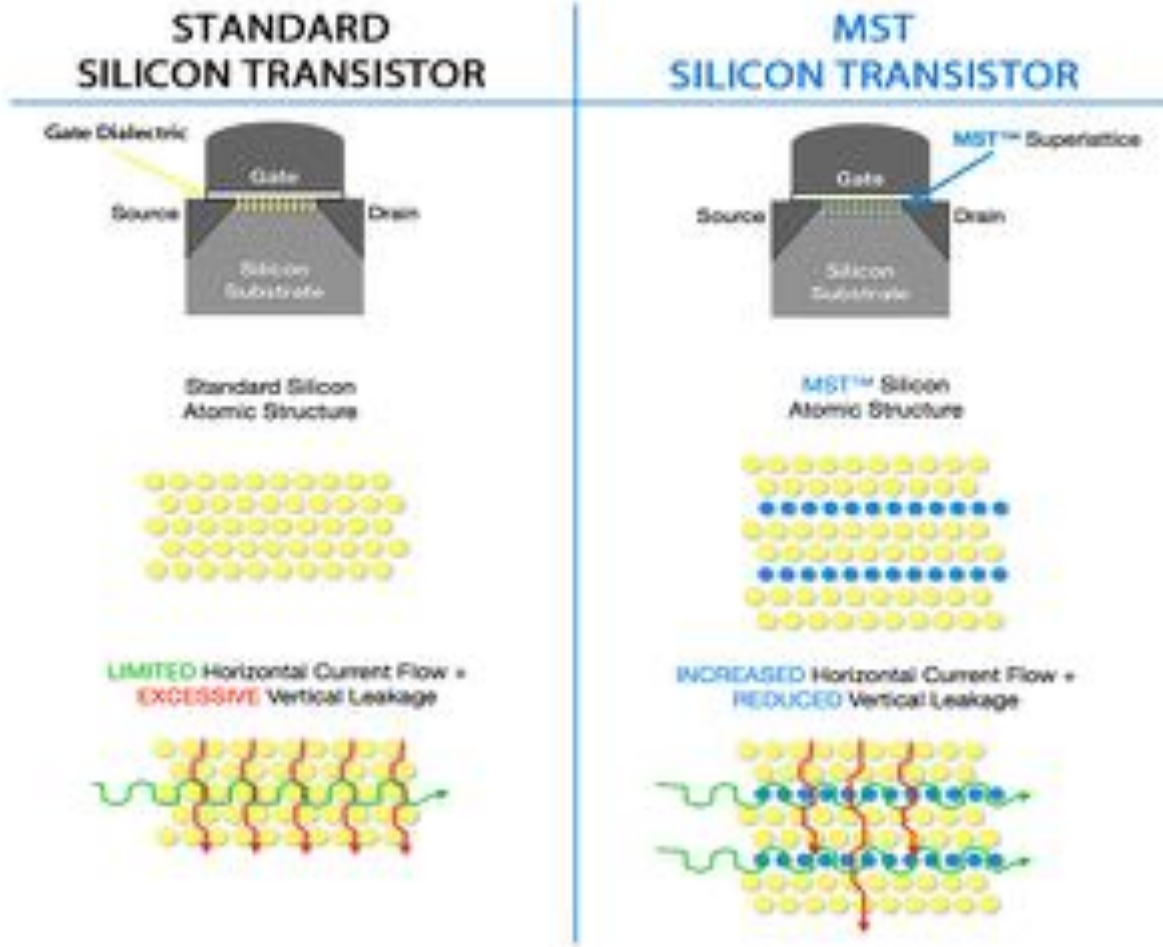 STANDARD
SILICON TRANSISTOR
Gate Dialectric
Gate
Source
Drain
Silicon
Substrate
Standard Silicon
Atomic Structure
LIMITED Horizontal Current Flow +
EXCESSIVE Vertical Leakage
MST
SILICON TRANSISTOR
MST™ Superlattice
Gate
Source
Drain
Silicon
Substrate
MST™ Silicon
Atomic Structure
INCREASED Horizontal Current Flow +
REDUCED Vertical Leakage